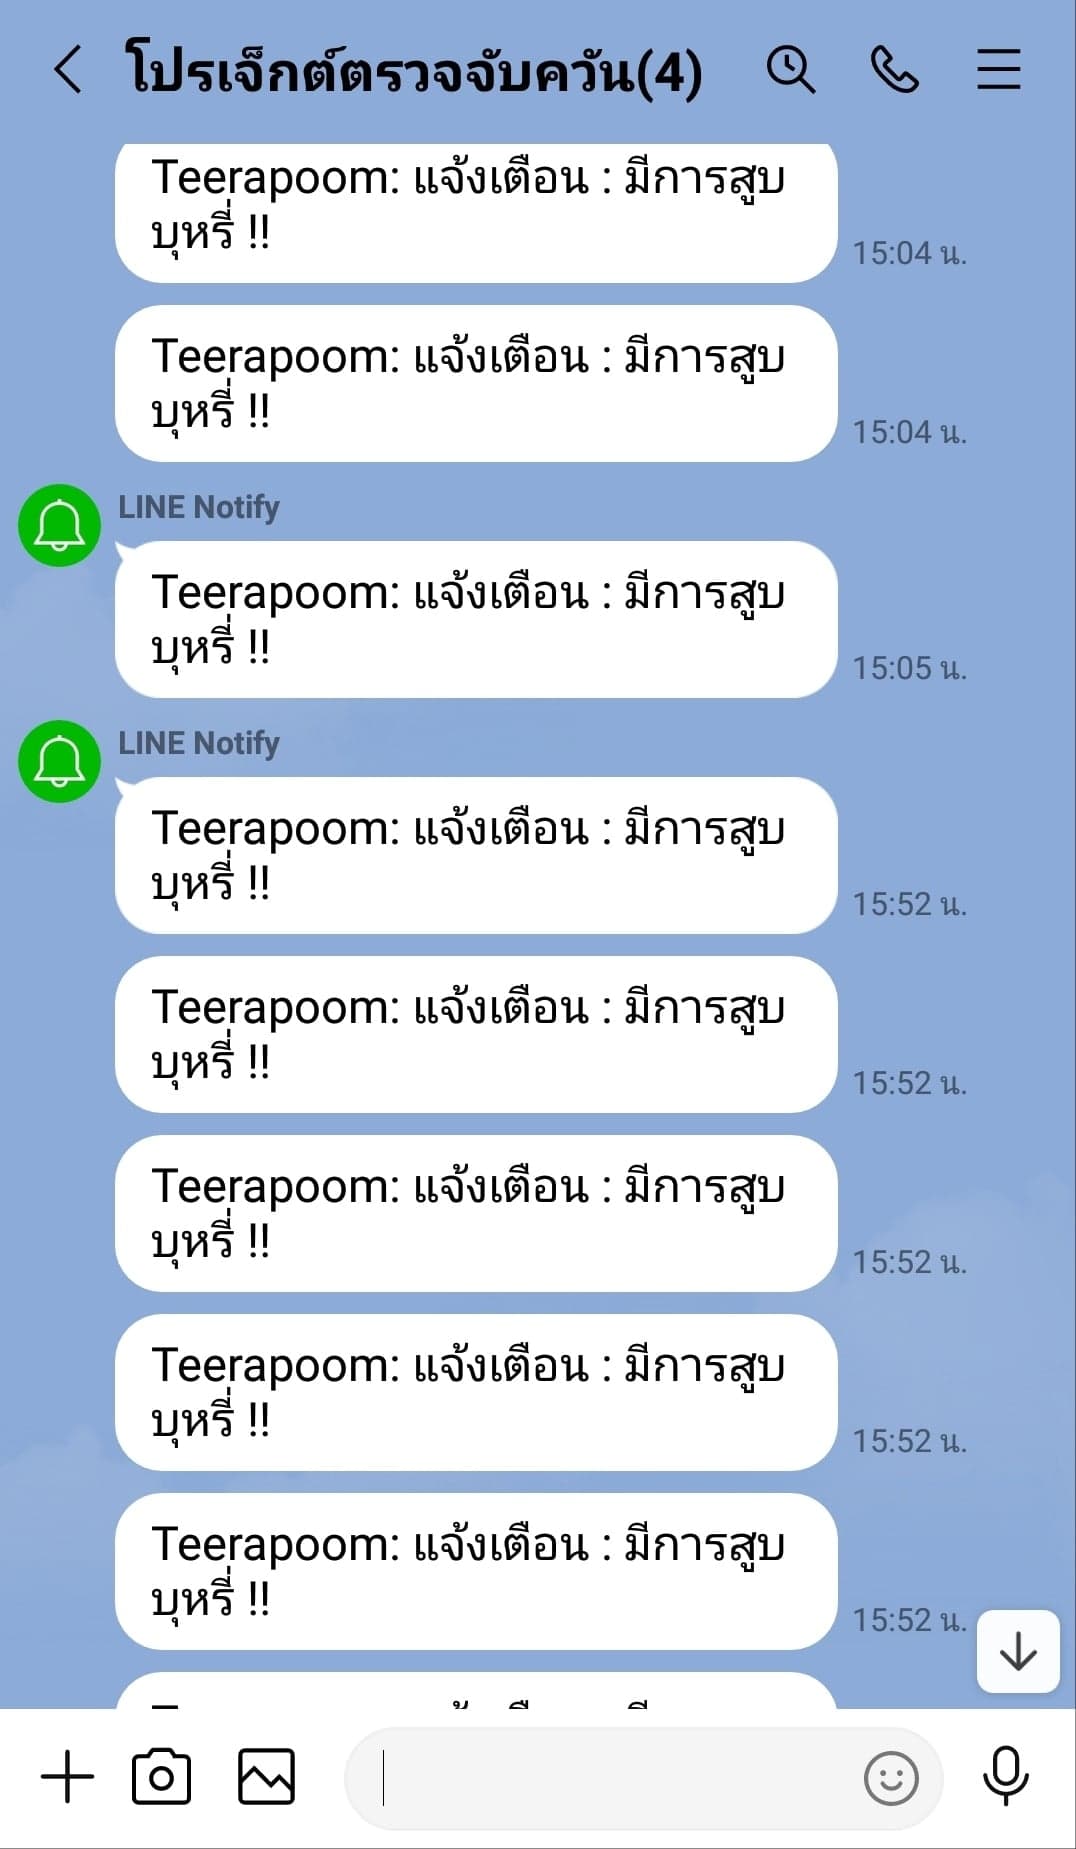 โปรเจ็กต์ตรวจจับควัน(4)
Teerapoom: แจ้งเตือน : มีการสูบ
บุหรี่ !!
15:04 น.
Teerapoom: แจ้งเตือน : มีการสูบ
บุหรี่ !!
15:04 น.
LINE Notify
Teerapoom: แจ้งเตือน : มีการสูบ
บุหรี่ !!
15:05 น.
LINE Notify
Teerapoom: แจ้งเตือน : มีการสูบ
บุหรี่ !!
15:52 น.
Teerapoom: แจ้งเตือน : มีการสูบ
บุหรี่ !!
15:52 น.
Teerapoom: แจ้งเตือน : มีการสูบ
บุหรี่ !!
15:52 น.
Teerapoom: แจ้งเตือน : มีการสูบ
บุหรี่ !!
15:52 น.
Teerapoom: แจ้งเตือน : มีการสูบ
บุหรี่ !!
15:52 น.